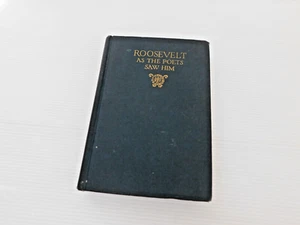 ROOSEVELT
AS THE POETS
SAW HIM